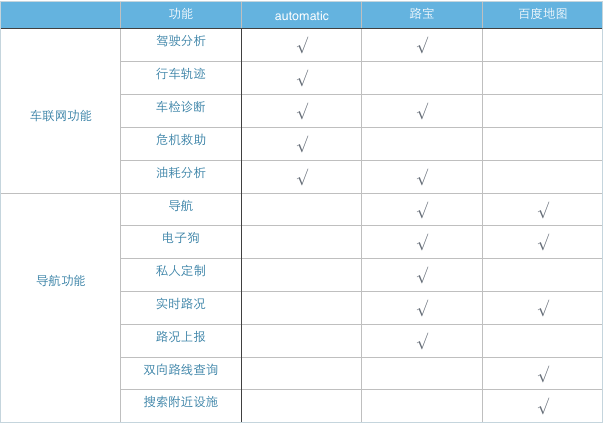 功能 automatic 路宝 百度地图
驾驶分析 √ √
行车轨迹 √
车联网功能 车检诊断 √ √
危机救助 √
油耗分析 √ √
导航 √ √
电子狗 √ √
导航功能 私人定制 √
实时路况 √ √
路况上报 √
双向路线查询 √
搜索附近设施 √